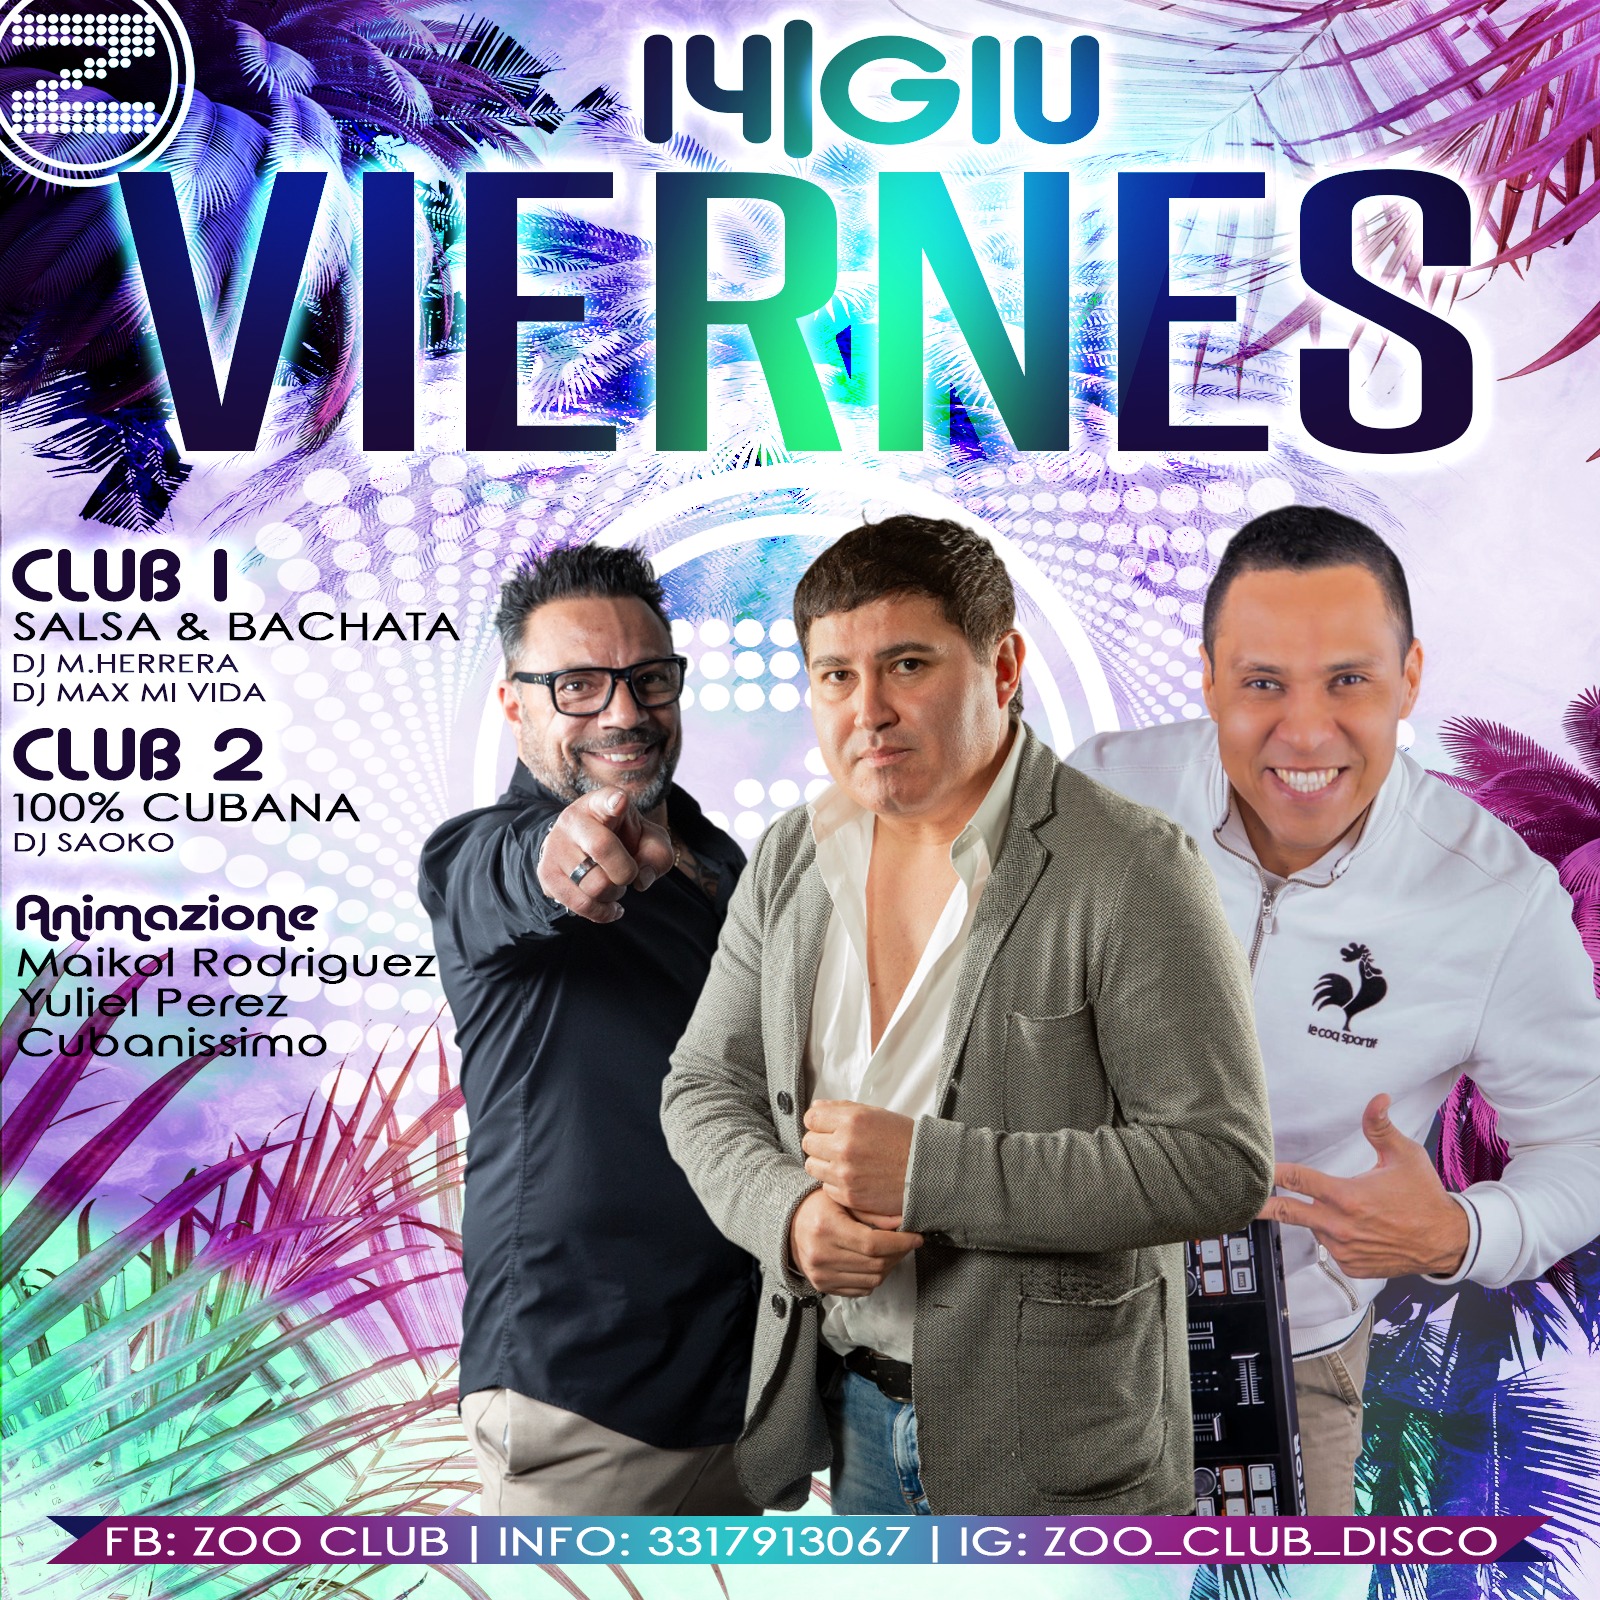 Z
14|GIU
VIERNES
CLUB 1
SALSA & BACHATA
DJ M.HERRERA
DJ MAX MI VIDA
CLUB 2
100% CUBANA
DJ SAOKO
Animazione
Maikol Rodriguez
Yuliel Perez
Cubanissimo
le coq sportif
FB: ZOO CLUB | INFO: 3317913067 | IG: ZOO_CLUB_DISCO